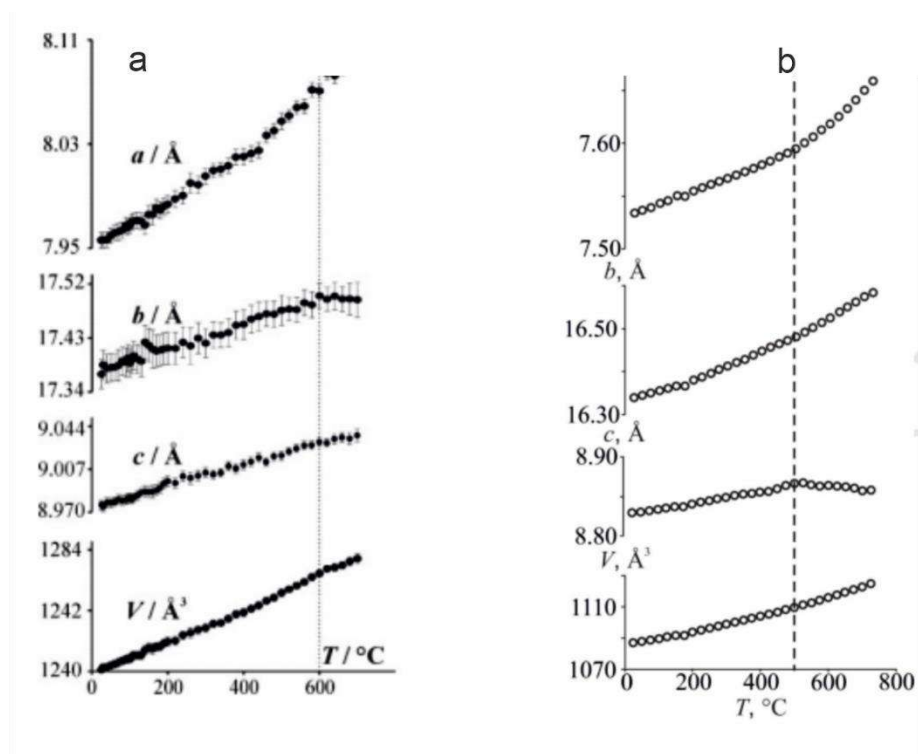 a
8.11
a / Å
8.03
7.95
17.52
b / Å
17.43
17.34
9.044
c / Å
9.007
8.970
1284
V / Å³
1242
1240
T / °C
0 200 400 600
b
7.60
7.50
b, Å
16.50
16.30
c, Å
8.90
8.80
V, Å³
1110
1070
0 200 400 600 800
T, °C